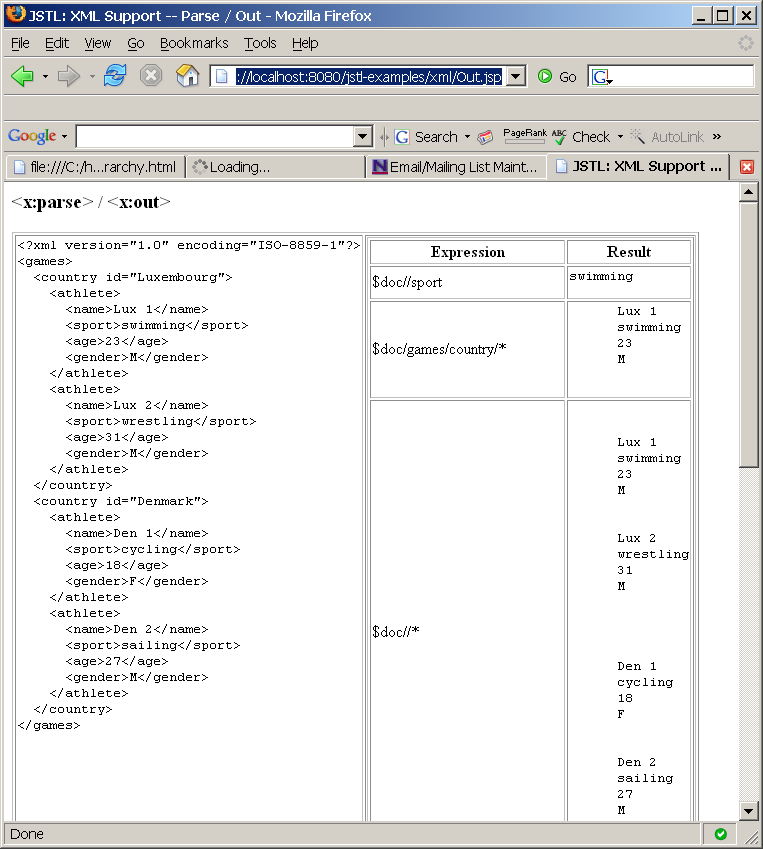 JSTL: XML Support -- Parse / Out - Mozilla Firefox
File Edit View Go Bookmarks Tools Help
://localhost:8080/jstl-examples/xml/Out.jsp Go G
Google G Search PageRank ABC Check AutoLink »
file:///C:/h...rarchy.html Loading... N Email/Mailing List Maint... JSTL: XML Support ...
<x:parse> / <x:out>
<?xml version="1.0" encoding="ISO-8859-1"?>
<games>
  <country id="Luxembourg">
    <athlete>
      <name>Lux 1</name>
      <sport>swimming</sport>
      <age>23</age>
      <gender>M</gender>
    </athlete>
    <athlete>
      <name>Lux 2</name>
      <sport>wrestling</sport>
      <age>31</age>
      <gender>M</gender>
    </athlete>
  </country>
  <country id="Denmark">
    <athlete>
      <name>Den 1</name>
      <sport>cycling</sport>
      <age>18</age>
      <gender>F</gender>
    </athlete>
    <athlete>
      <name>Den 2</name>
      <sport>sailing</sport>
      <age>27</age>
      <gender>M</gender>
    </athlete>
  </country>
</games>
Expression Result
$doc//sport swimming
$doc/games/country/*
Lux 1
swimming
23
M
$doc//*
Lux 1
swimming
23
M
Lux 2
wrestling
31
M
Den 1
cycling
18
F
Den 2
sailing
27
M
Done